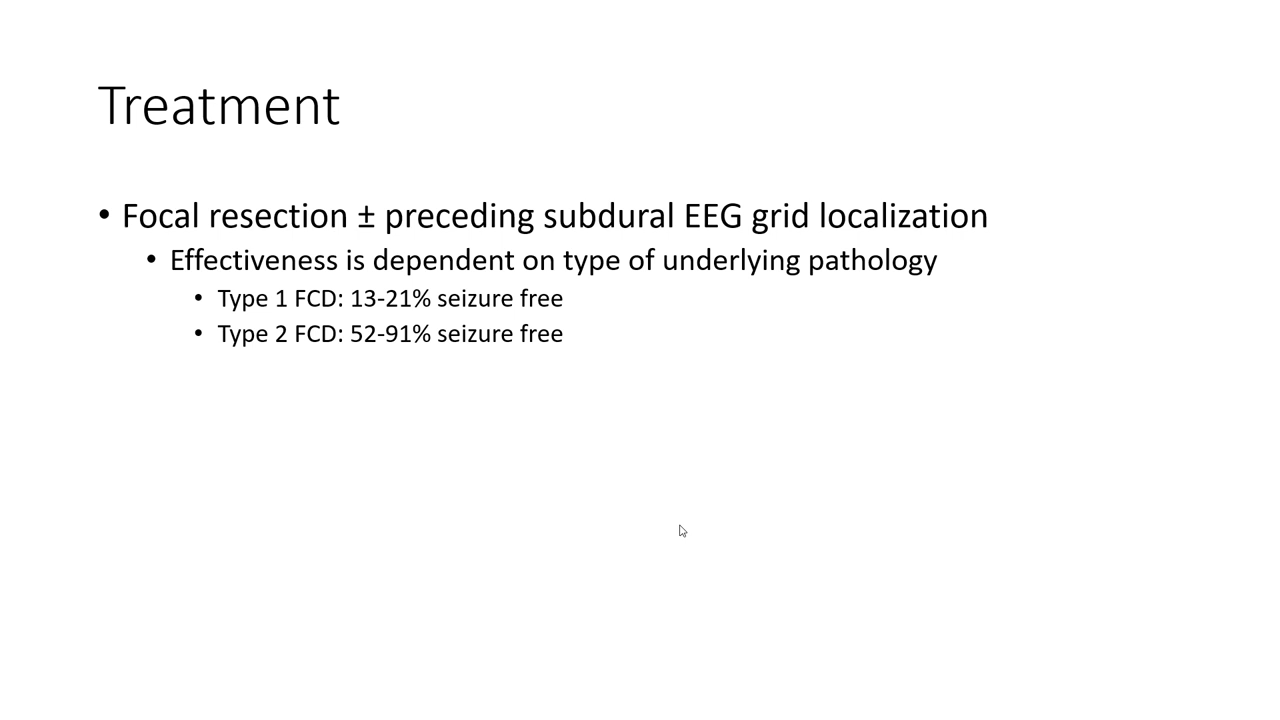 Treatment
• Focal resection ± preceding subdural EEG grid localization
• Effectiveness is dependent on type of underlying pathology
• Type 1 FCD: 13-21% seizure free
• Type 2 FCD: 52-91% seizure free